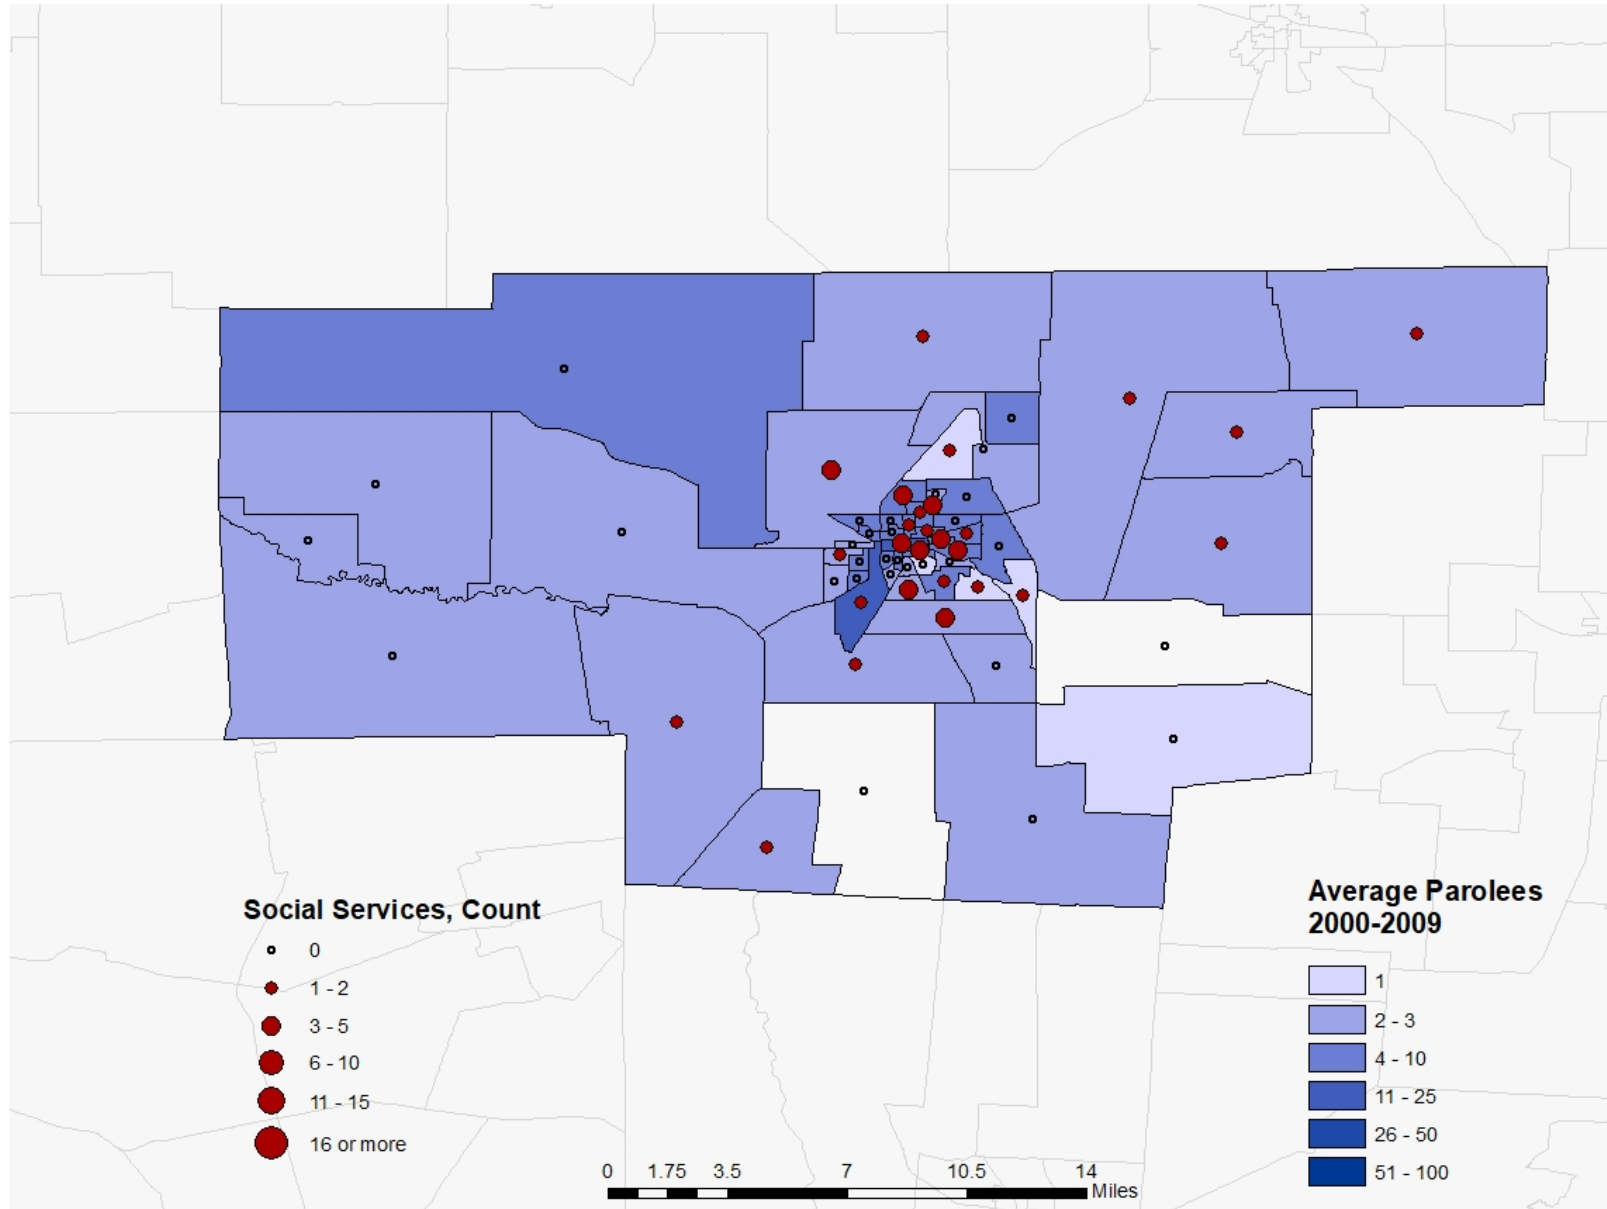 Social Services, Count
0
1 - 2
3 - 5
6 - 10
11 - 15
16 or more
Average Parolees
2000-2009
1
2 - 3
4 - 10
11 - 25
26 - 50
51 - 100
0 1.75 3.5 7 10.5 14
Miles